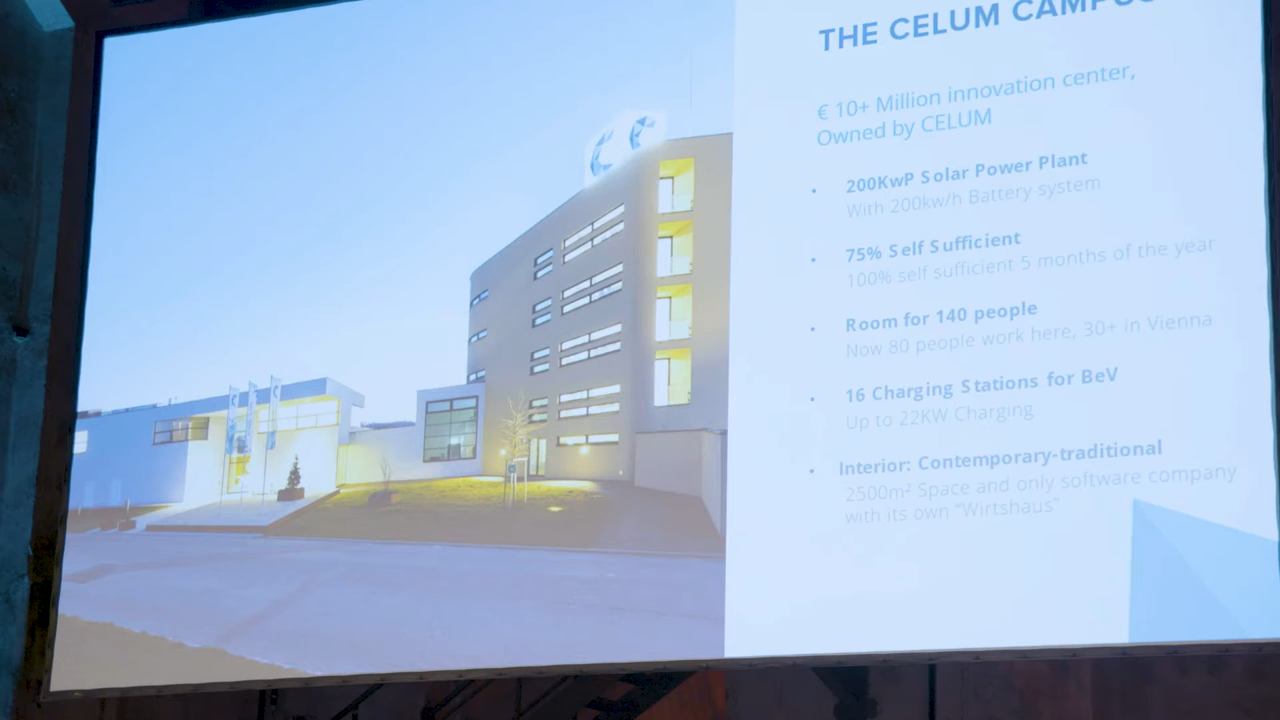 THE CELUM CAMPUS
€ 10+ Million innovation center,
Owned by CELUM
• 200KwP Solar Power Plant
With 200kw/h Battery system
• 75% Self Sufficient
100% self sufficient 5 months of the year
• Room for 140 people
Now 80 people work here, 30+ in Vienna
• 16 Charging Stations for BeV
Up to 22KW Charging
• Interior: Contemporary-traditional
2500m² Space and only software company
with its own “Wirtshaus”